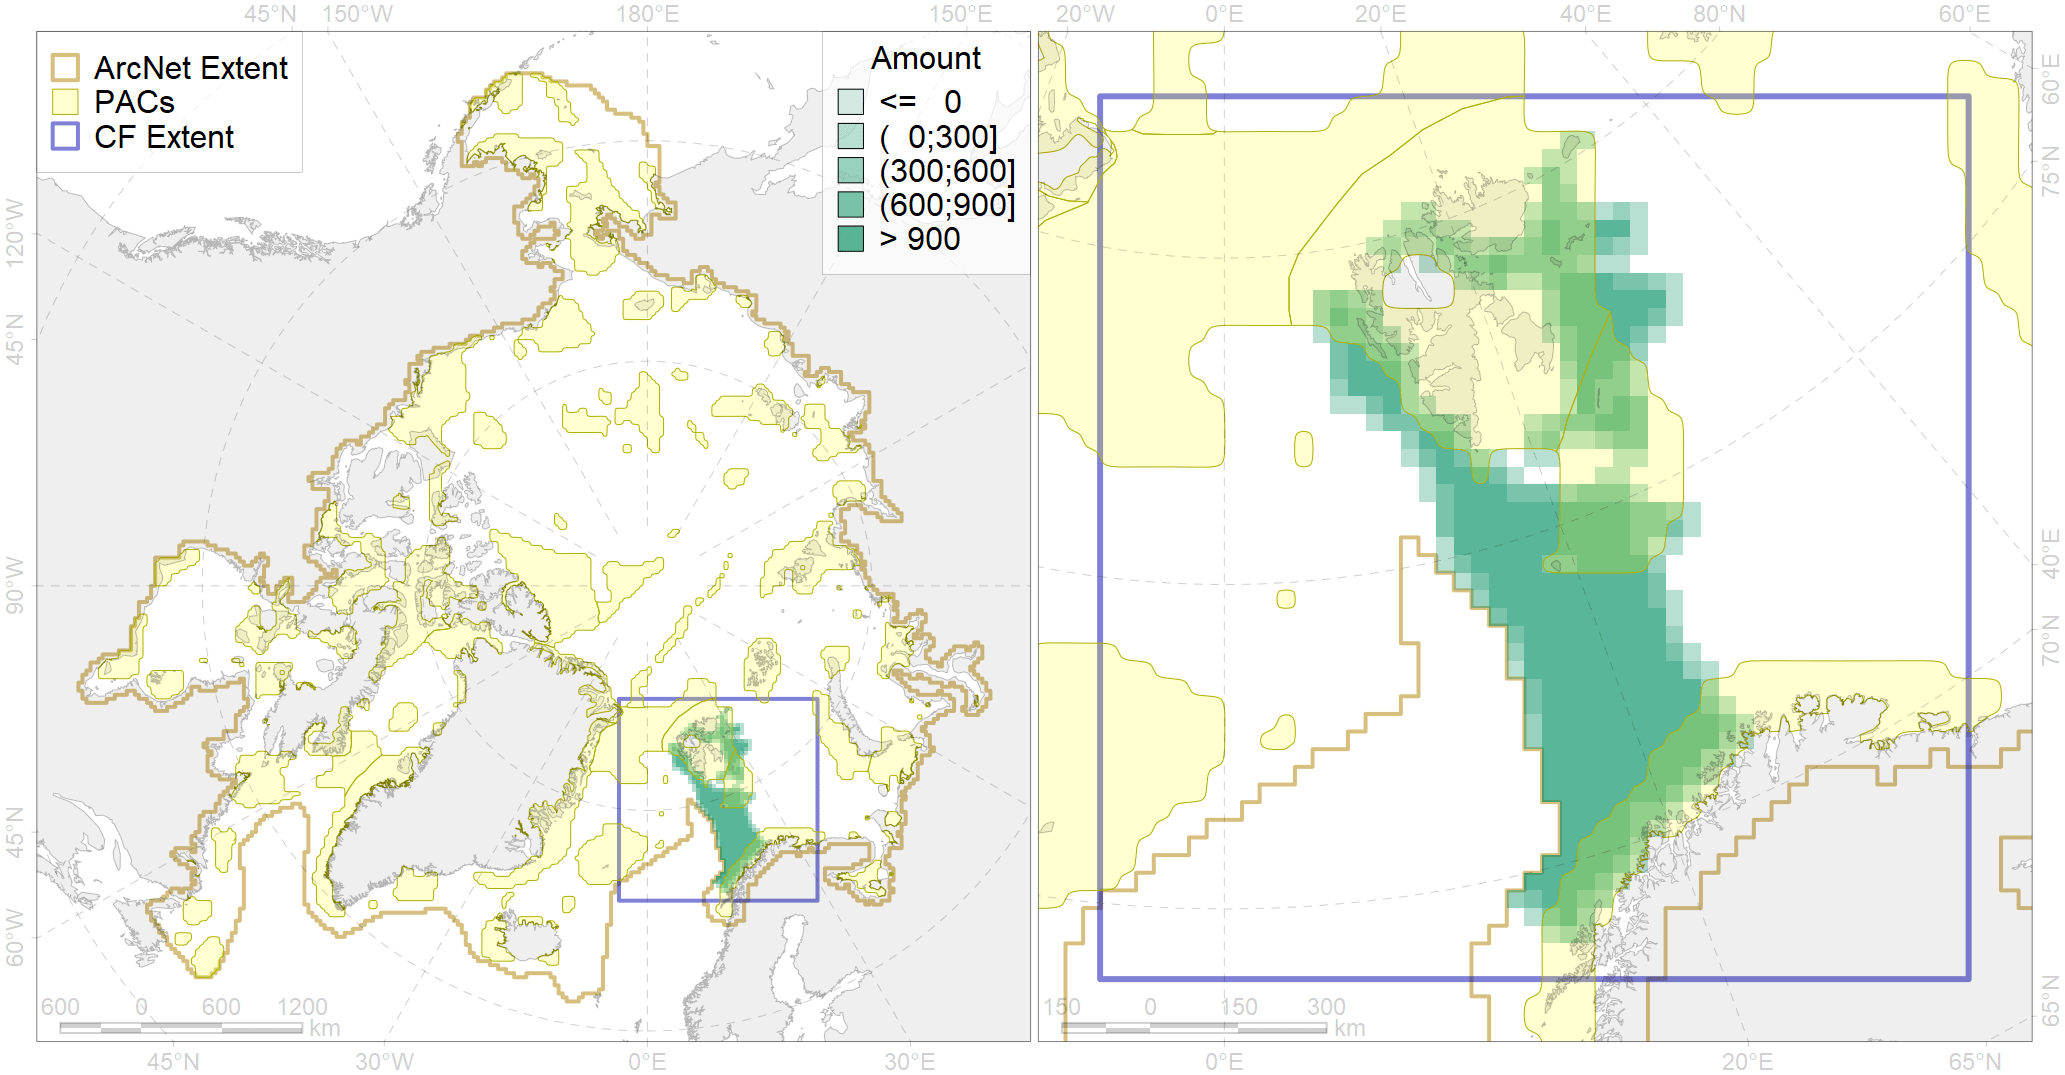 45°N 150°W 180°E 150°E 20°W 0°E 20°E 40°E 80°N 60°E
ArcNet Extent
PACs
CF Extent
Amount
<= 0
( 0;300]
(300;600]
(600;900]
> 900
120°W
45°N
90°W
45°N
60°W
60°E
75°N
40°E
70°N
65°N
600 0 600 1200
km
150 0 150 300
km
45°N 30°W 0°E 30°E 0°E 20°E 65°N